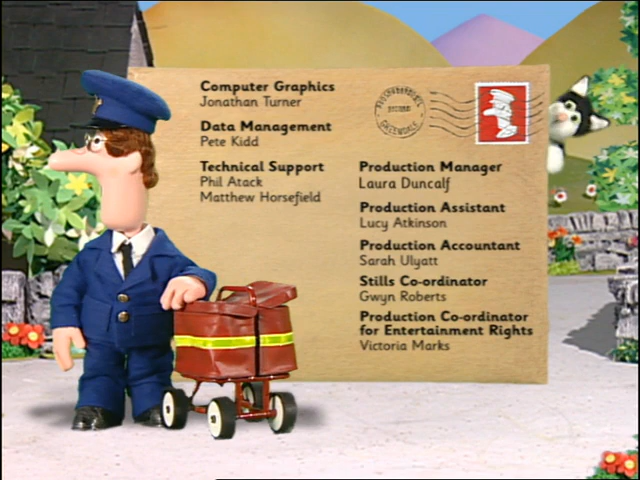 Computer Graphics
Jonathan Turner
Data Management
Pete Kidd
Technical Support
Phil Atack
Matthew Horsefield
GREENDALE
Production Manager
Laura Duncalf
Production Assistant
Lucy Atkinson
Production Accountant
Sarah Ulyatt
Stills Co-ordinator
Gwyn Roberts
Production Co-ordinator
for Entertainment Rights
Victoria Marks